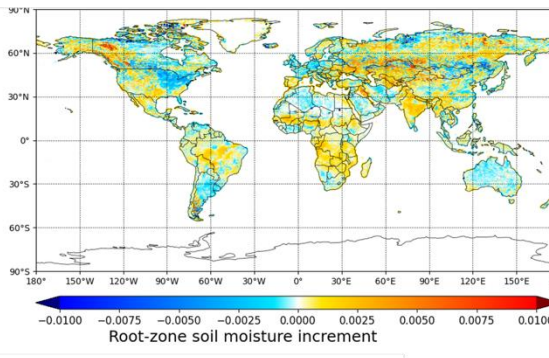 90°N
60°N
30°N
0°
30°S
60°S
90°S
180° 150°W 120°W 90°W 60°W 30°W 0° 30°E 60°E 90°E 120°E 150°E
−0.0100 −0.0075 −0.0050 −0.0025 0.0000 0.0025 0.0050 0.0075 0.0100
Root-zone soil moisture increment